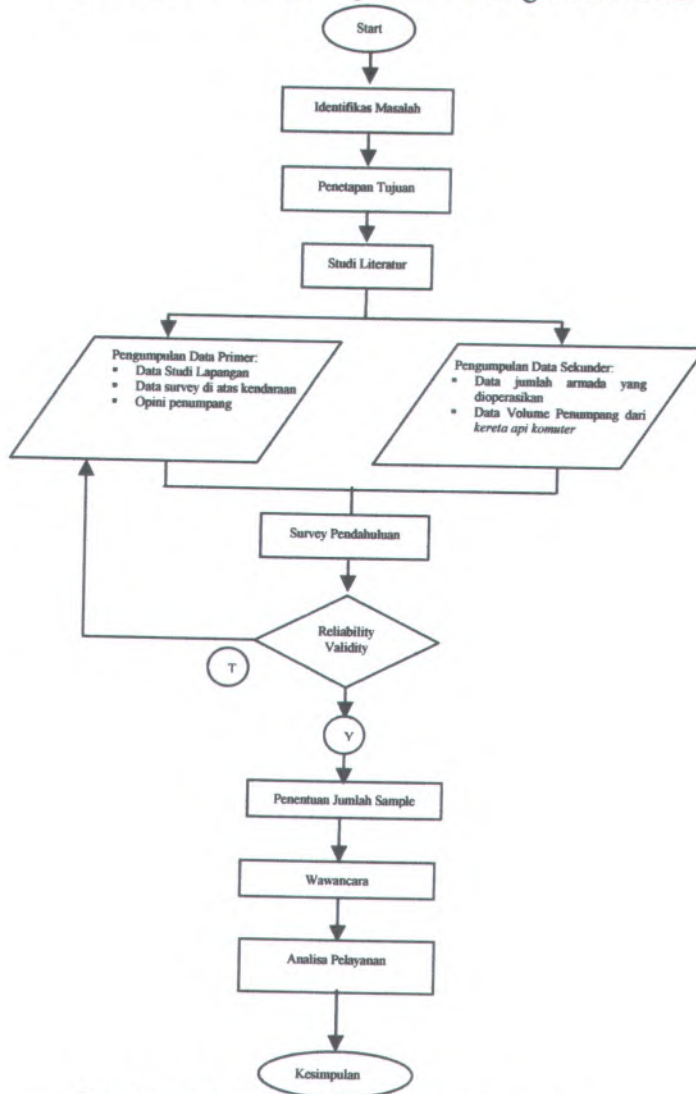 Start
Identifikas Masalah
Penetapan Tujuan
Studi Literatur
Pengumpulan Data Primer:
▪ Data Studi Lapangan
▪ Data survey di atas kendaraan
▪ Opini penumpang
Pengumpulan Data Sekunder:
▪ Data jumlah armada yang
dioperasikan
▪ Data Volume Penumpang dari
kereta api komuter
Survey Pendahuluan
Reliability
Validity
T
Y
Penentuan Jumlah Sample
Wawancara
Analisa Pelayanan
Kesimpulan